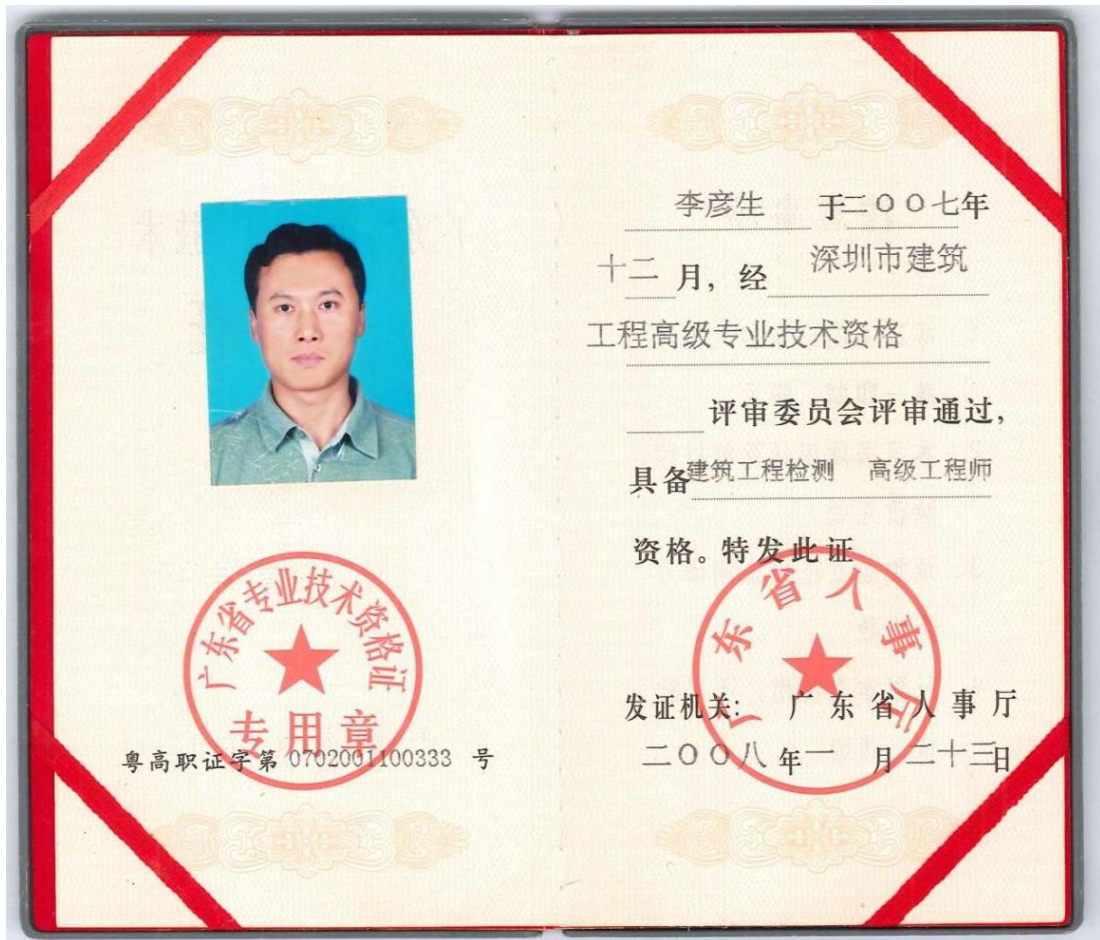 广东省专业技术资格证
专用章
粤高职证字第 0702001100333 号
李彦生 于二〇〇七年
十二月，经 深圳市建筑
工程高级专业技术资格
评审委员会评审通过，
具备建筑工程检测 高级工程师
资格。特发此证
广东省人事厅
发证机关：广东省人事厅
二〇〇八年一月二十三日